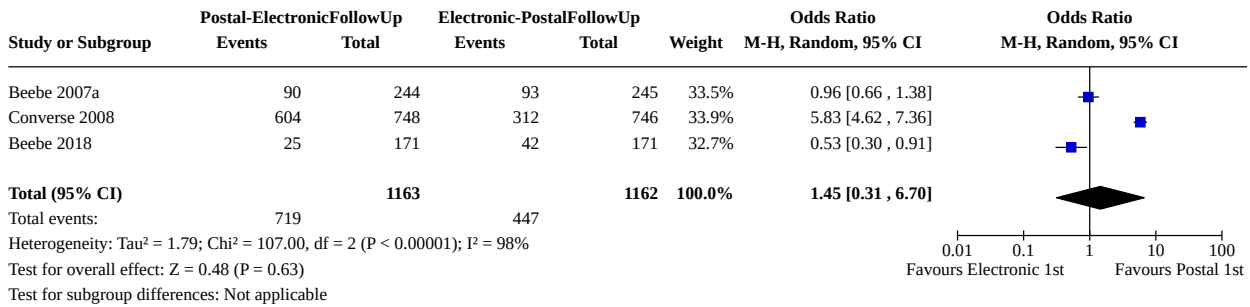 Postal-ElectronicFollowUp Electronic-PostalFollowUp Odds Ratio Odds Ratio
Study or Subgroup Events Total Events Total Weight M-H, Random, 95% CI M-H, Random, 95% CI
Beebe 2007a 90 244 93 245 33.5% 0.96 [0.66 , 1.38]
Converse 2008 604 748 312 746 33.9% 5.83 [4.62 , 7.36]
Beebe 2018 25 171 42 171 32.7% 0.53 [0.30 , 0.91]
Total (95% CI) 1163 1162 100.0% 1.45 [0.31 , 6.70]
Total events: 719 447
Heterogeneity: Tau² = 1.79; Chi² = 107.00, df = 2 (P < 0.00001); I² = 98%
0.01 0.1 1 10 100
Test for overall effect: Z = 0.48 (P = 0.63) Favours Electronic 1st Favours Postal 1st
Test for subgroup differences: Not applicable